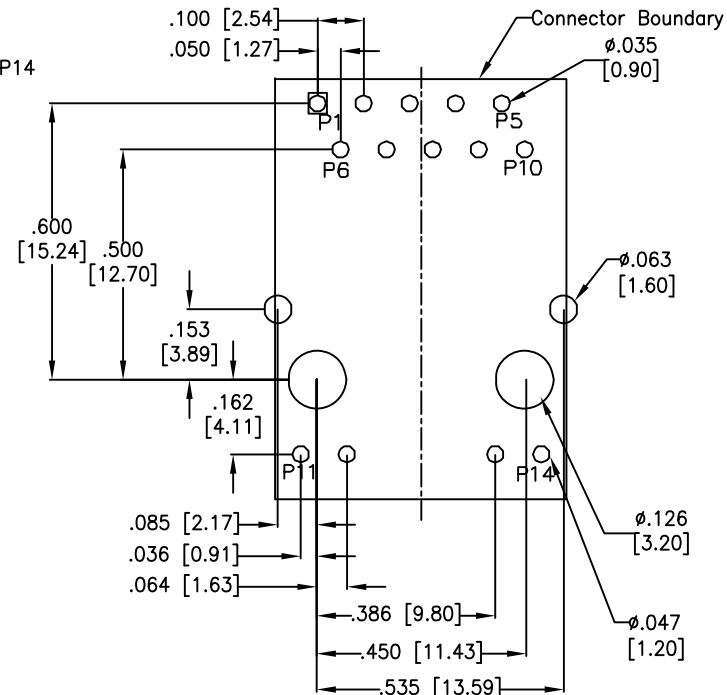 .100 [2.54]
Connector Boundary
.050 [1.27]
ø.035
[0.90]
P14
P1
P5
P6
P10
.600
[15.24]
.500
[12.70]
ø.063
[1.60]
.153
[3.89]
.162
[4.11]
P11
P14
.085 [2.17]
ø.126
[3.20]
.036 [0.91]
.064 [1.63]
.386 [9.80]
ø.047
[1.20]
.450 [11.43]
.535 [13.59]